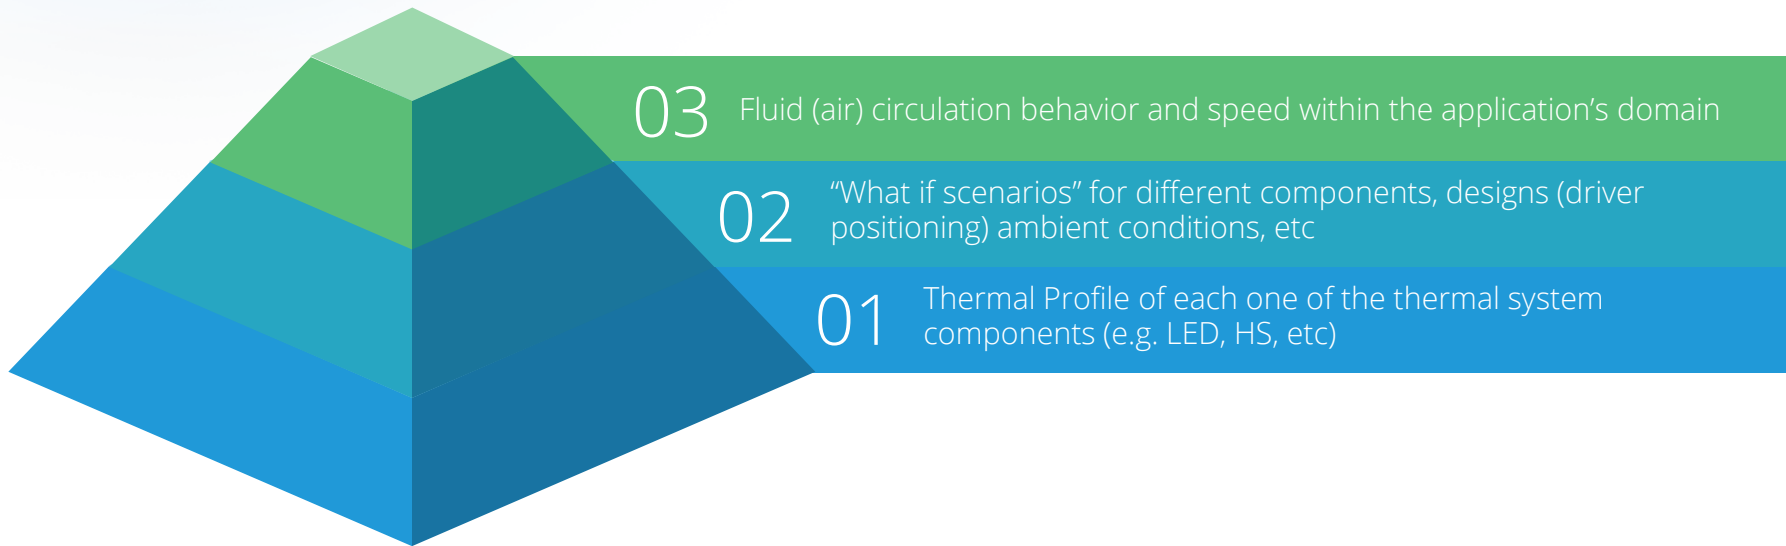 03 Fluid (air) circulation behavior and speed within the application’s domain
02 “What if scenarios” for different components, designs (driver
positioning) ambient conditions, etc
01 Thermal Profile of each one of the thermal system
components (e.g. LED, HS, etc)